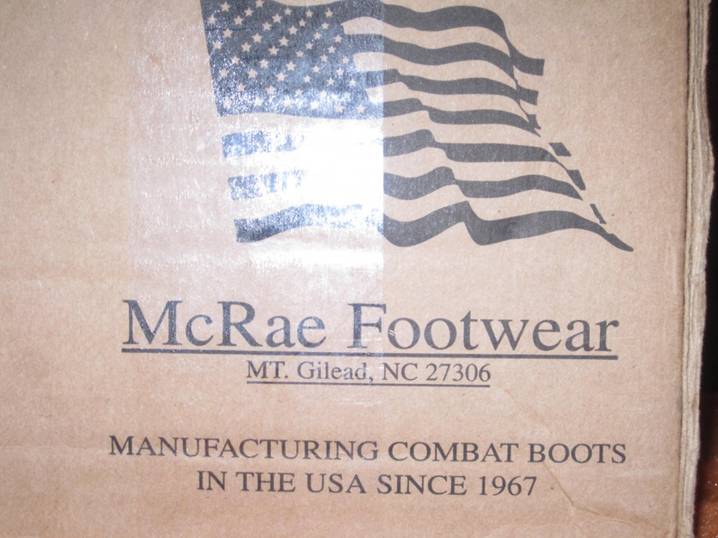 McRae Footwear
MT. Gilead, NC 27306
MANUFACTURING COMBAT BOOTS
IN THE USA SINCE 1967